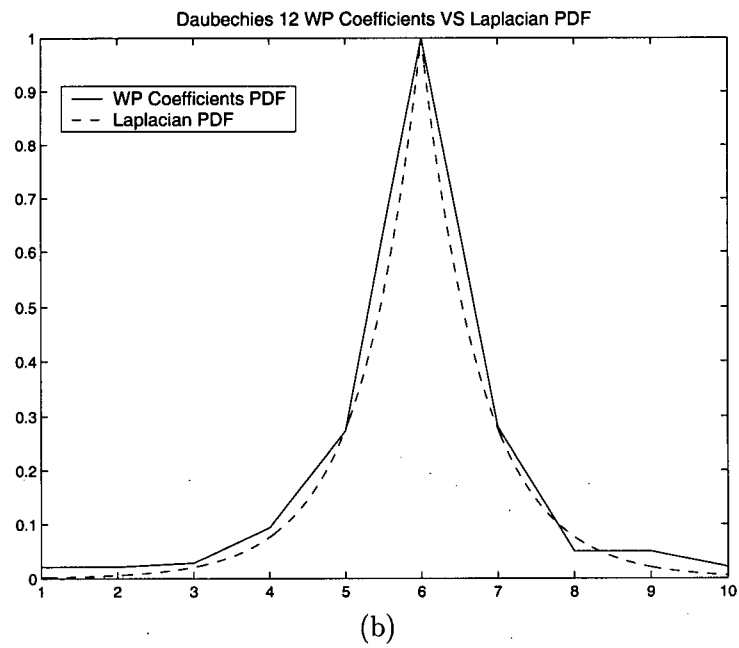 Daubechies 12 WP Coefficients VS Laplacian PDF
1
0.9
0.8
0.7
0.6
0.5
0.4
0.3
0.2
0.1
0
WP Coefficients PDF
Laplacian PDF
1 2 3 4 5 6 7 8 9 10
(b)